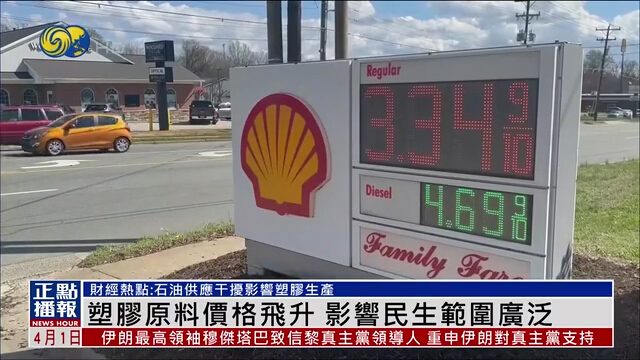 Regular
3.34 9/10
Diesel
4.69 9/10
Family Fare
財經熱點:石油供應干擾影響塑膠生產
正點播報
NEWS HOUR
塑膠原料價格飛升 影響民生範圍廣泛
4月1日
伊朗最高領袖穆傑塔巴致信黎真主黨領導人 重申伊朗對真主黨支持